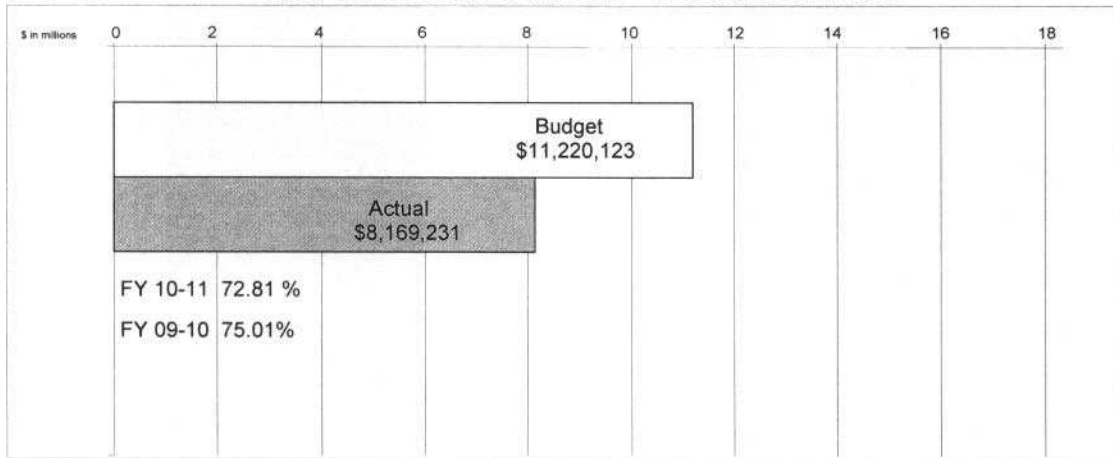 $ in millions 0 2 4 6 8 10 12 14 16 18
Budget
$11,220,123
Actual
$8,169,231
FY 10-11 72.81 %
FY 09-10 75.01%